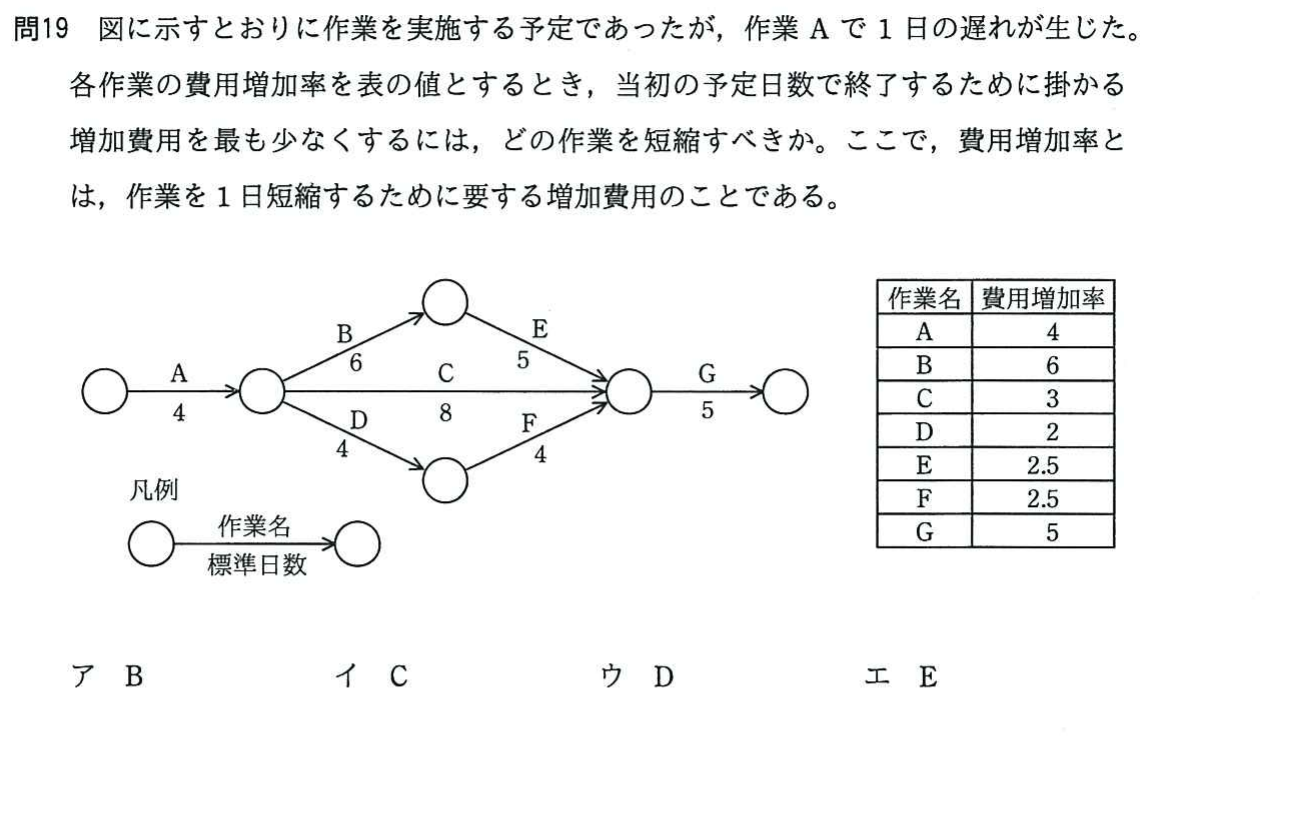 問19 図に示すとおりに作業を実施する予定であったが，作業 A で 1 日の遅れが生じた。
各作業の費用増加率を表の値とするとき，当初の予定日数で終了するために掛かる
増加費用を最も少なくするには，どの作業を短縮すべきか。ここで，費用増加率と
は，作業を 1 日短縮するために要する増加費用のことである。
A
4
B
6
E
5
C
8
D
4
F
4
G
5
凡例
作業名
標準日数
作業名 費用増加率
A 4
B 6
C 3
D 2
E 2.5
F 2.5
G 5
ア B イ C ウ D エ E